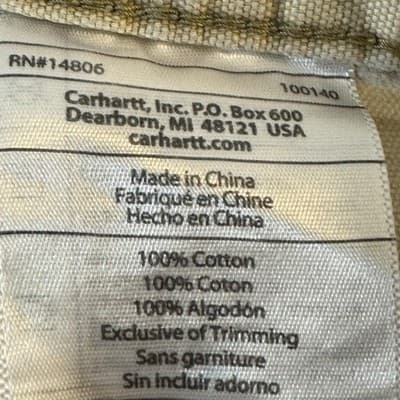 RN#14806 100140
Carhartt, Inc. P.O. Box 600
Dearborn, MI 48121 USA
carhartt.com
Made in China
Fabriqué en Chine
Hecho en China
100% Cotton
100% Coton
100% Algodón
Exclusive of Trimming
Sans garniture
Sin incluir adorno